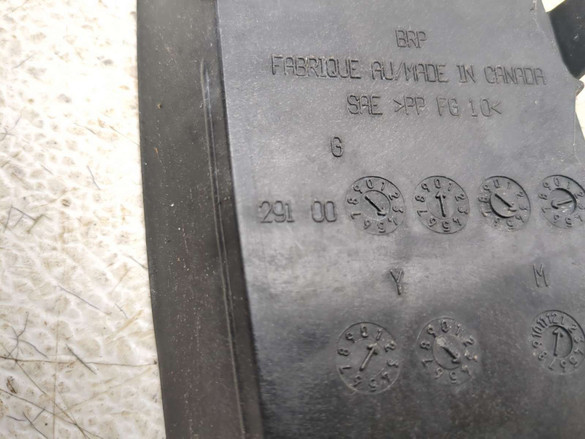 BRP
FABRIQUE AU/MADE IN CANADA
SAE >PP FG 10<
G
291 00
Y M